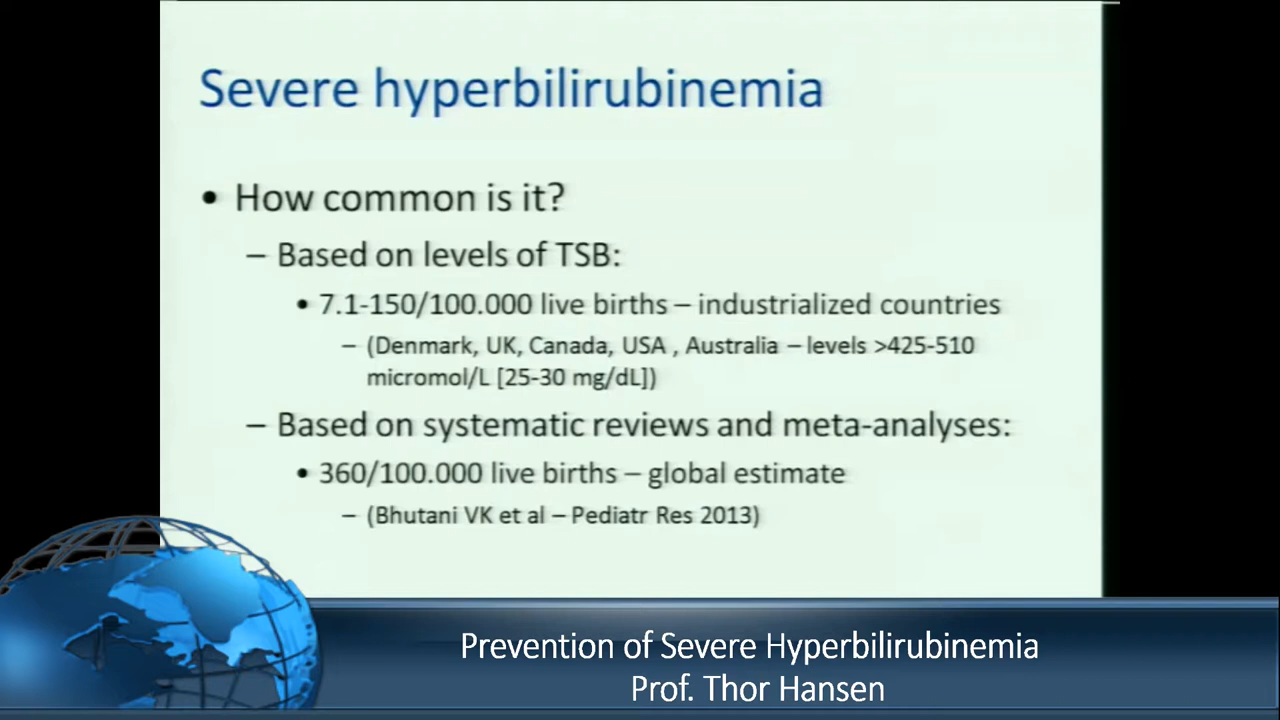 Severe hyperbilirubinemia
• How common is it?
– Based on levels of TSB:
• 7.1-150/100.000 live births – industrialized countries
– (Denmark, UK, Canada, USA , Australia – levels >425-510
micromol/L [25-30 mg/dL])
– Based on systematic reviews and meta-analyses:
• 360/100.000 live births – global estimate
– (Bhutani VK et al – Pediatr Res 2013)
Prevention of Severe Hyperbilirubinemia
Prof. Thor Hansen